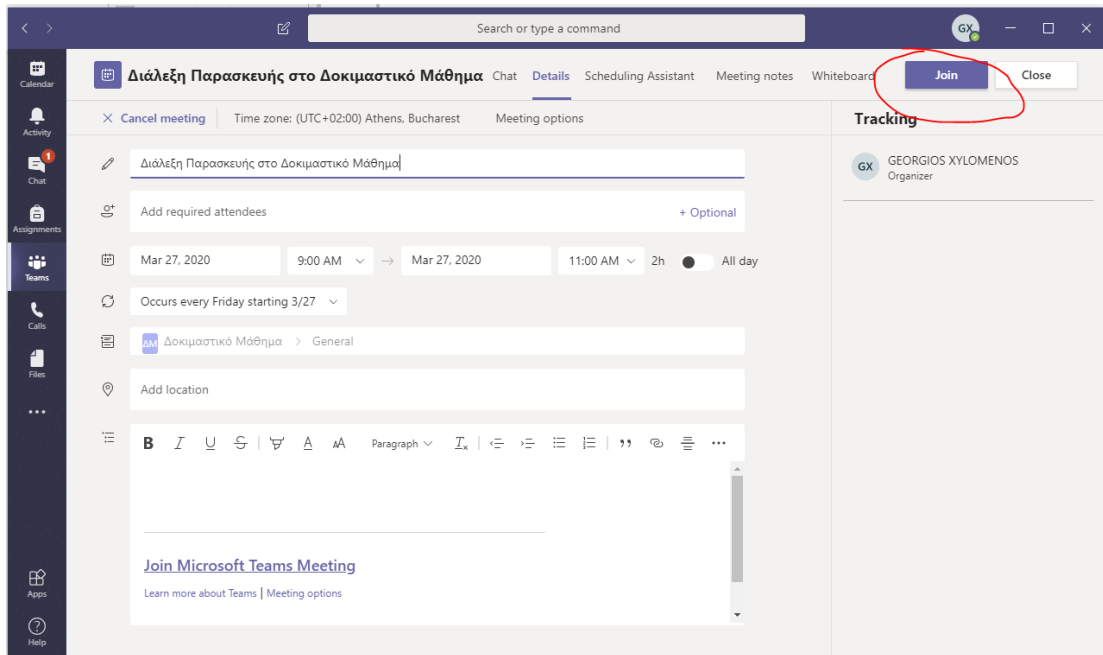 Search or type a command
GX
Calendar
Activity
1
Chat
Assignments
Teams
Calls
Files
Apps
Help
Διάλεξη Παρασκευής στο Δοκιμαστικό Μάθημα Chat Details Scheduling Assistant Meeting notes Whiteboard Join Close
Cancel meeting Time zone: (UTC+02:00) Athens, Bucharest Meeting options
Διάλεξη Παρασκευής στο Δοκιμαστικό Μάθημα
Add required attendees + Optional
Mar 27, 2020 9:00 AM → Mar 27, 2020 11:00 AM 2h All day
Occurs every Friday starting 3/27
ΔΜ Δοκιμαστικό Μάθημα > General
Add location
B I U S A AA Paragraph Tx
Join Microsoft Teams Meeting
Learn more about Teams | Meeting options
Tracking
GX GEORGIOS XYLOMENOS
Organizer